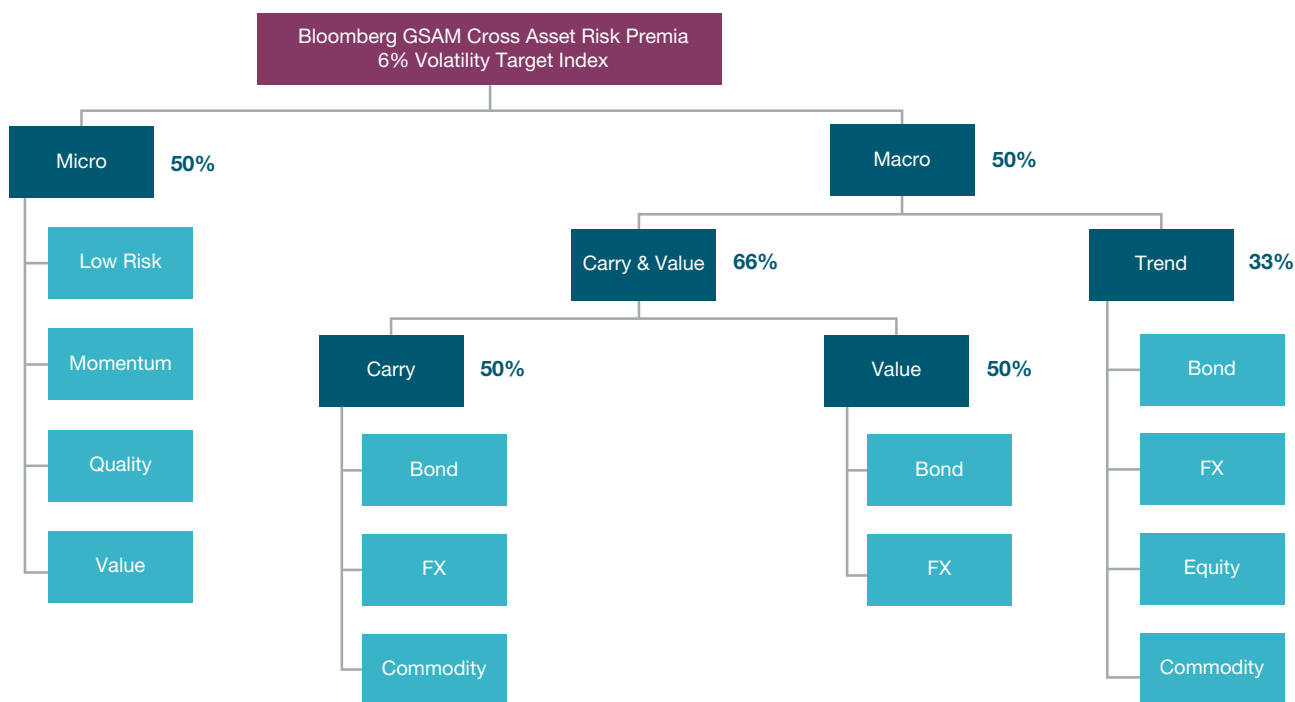 Bloomberg GSAM Cross Asset Risk Premia
6% Volatility Target Index
Micro
50%
Macro
50%
Low Risk
Momentum
Quality
Value
Carry & Value
66%
Trend
33%
Carry
50%
Value
50%
Bond
FX
Commodity
Bond
FX
Bond
FX
Equity
Commodity